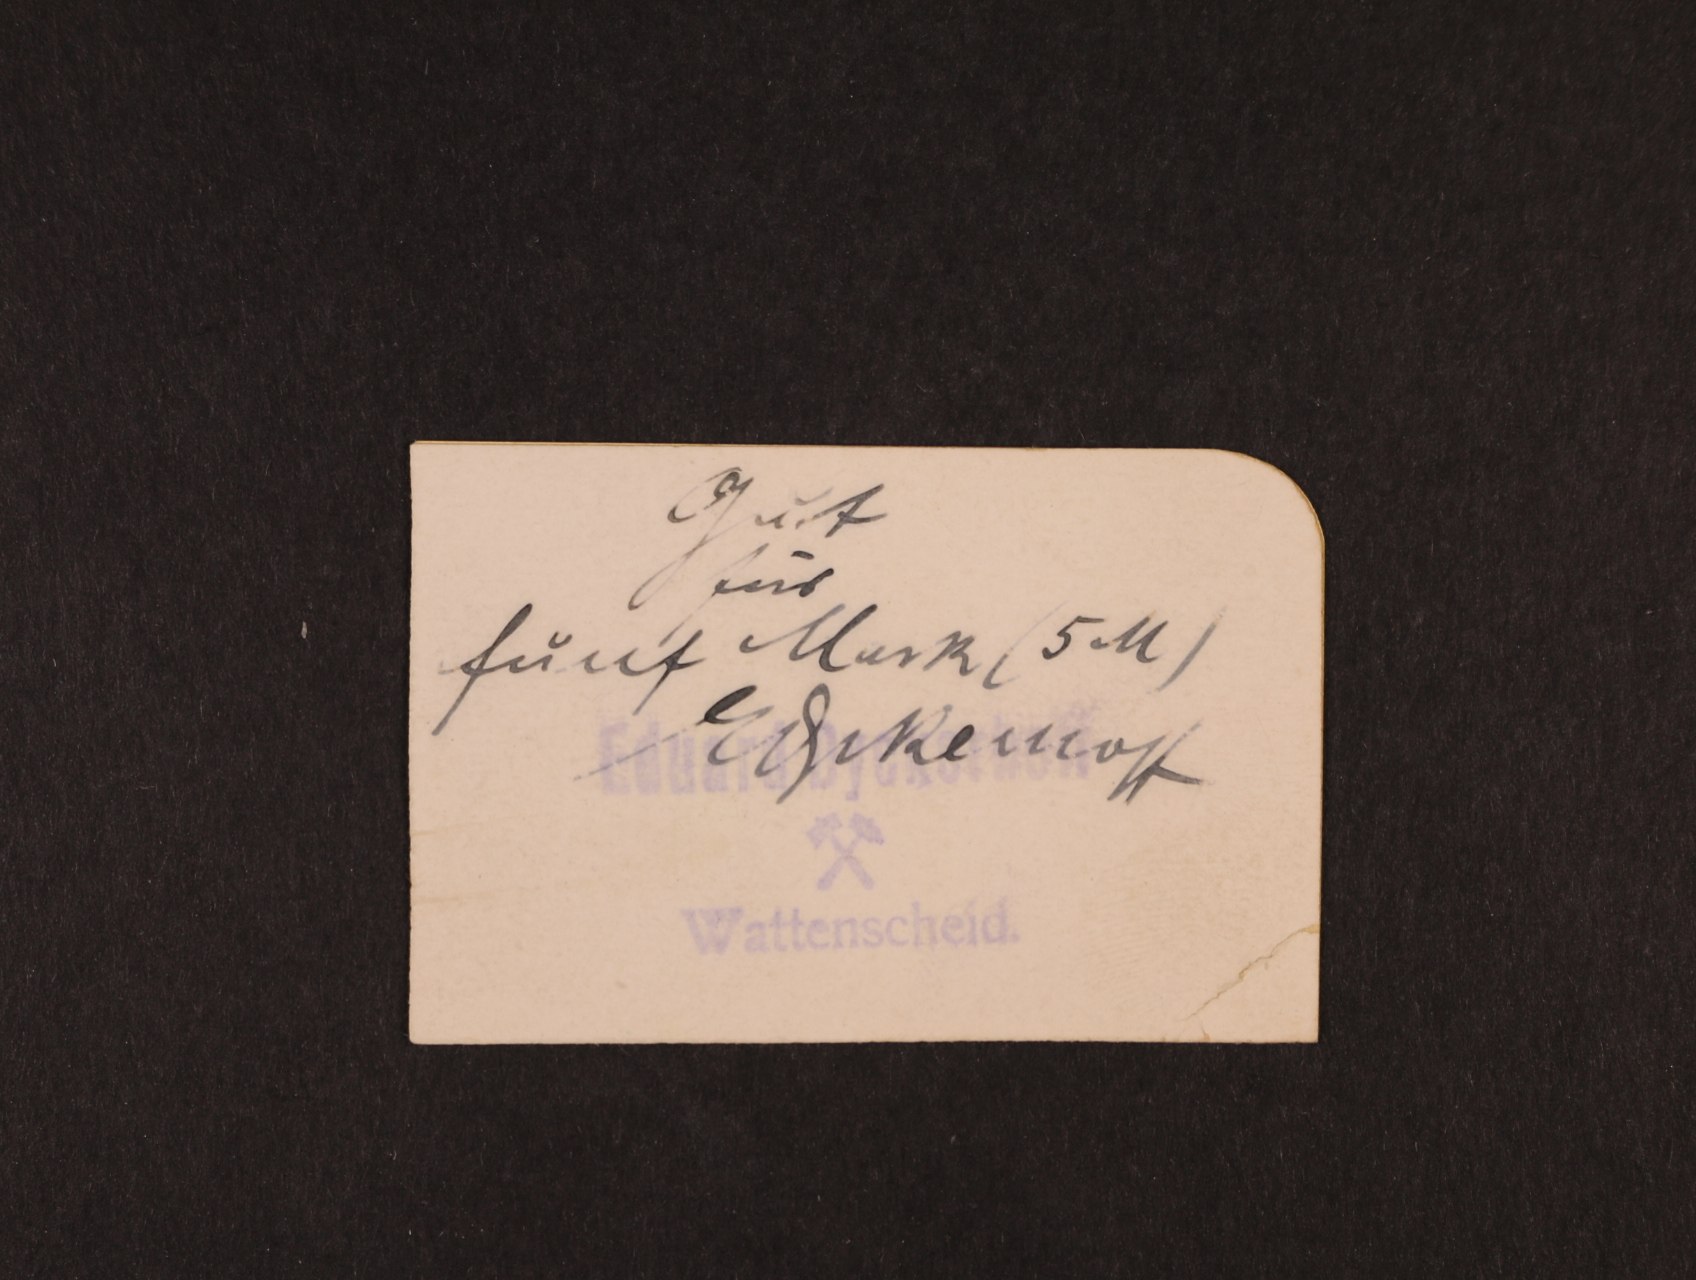 Gut
für
fünf Mark (5 M)
Eduard Dyckerhoff
Wattenscheid.